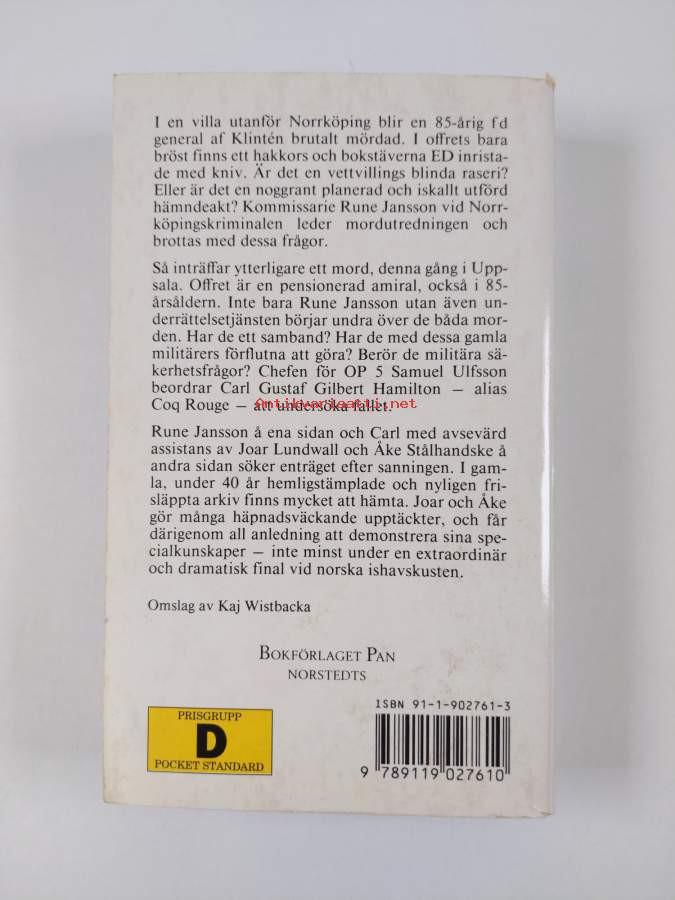 I en villa utanför Norrköping blir en 85-årig f d
general af Klintén brutalt mördad. I offrets bara
bröst finns ett hakkors och bokstäverna ED inrista-
de med kniv. Är det en vettvillings blinda raseri?
Eller är det en noggrant planerad och iskallt utförd
hämndeakt? Kommissarie Rune Jansson vid Norr-
köpingskriminalen leder mordutredningen och
brottas med dessa frågor.
Så inträffar ytterligare ett mord, denna gång i Upp-
sala. Offret är en pensionerad amiral, också i 85-
årsåldern. Inte bara Rune Jansson utan även un-
derrättelsetjänsten börjar undra över de båda mor-
den. Har de ett samband? Har de med dessa gamla
militärers förflutna att göra? Berör de militära sä-
kerhetsfrågor? Chefen för OP 5 Samuel Ulfsson
beordrar Carl Gustaf Gilbert Hamilton – alias
Coq Rouge – att undersöka fallet.
Antikvariaatti.net
Rune Jansson å ena sidan och Carl med avsevärd
assistans av Joar Lundwall och Åke Stålhandske å
andra sidan söker enträget efter sanningen. I gam-
la, under 40 år hemligstämplade och nyligen fri-
släppta arkiv finns mycket att hämta. Joar och Åke
gör många häpnadsväckande upptäckter, och får
därigenom all anledning att demonstrera sina spe-
cialkunskaper – inte minst under en extraordinär
och dramatisk final vid norska ishavskusten.
Omslag av Kaj Wistbacka
BOKFÖRLAGET PAN
NORSTEDTS
ISBN 91-1-902761-3
PRISGRUPP
D
POCKET STANDARD
9 789119 027610